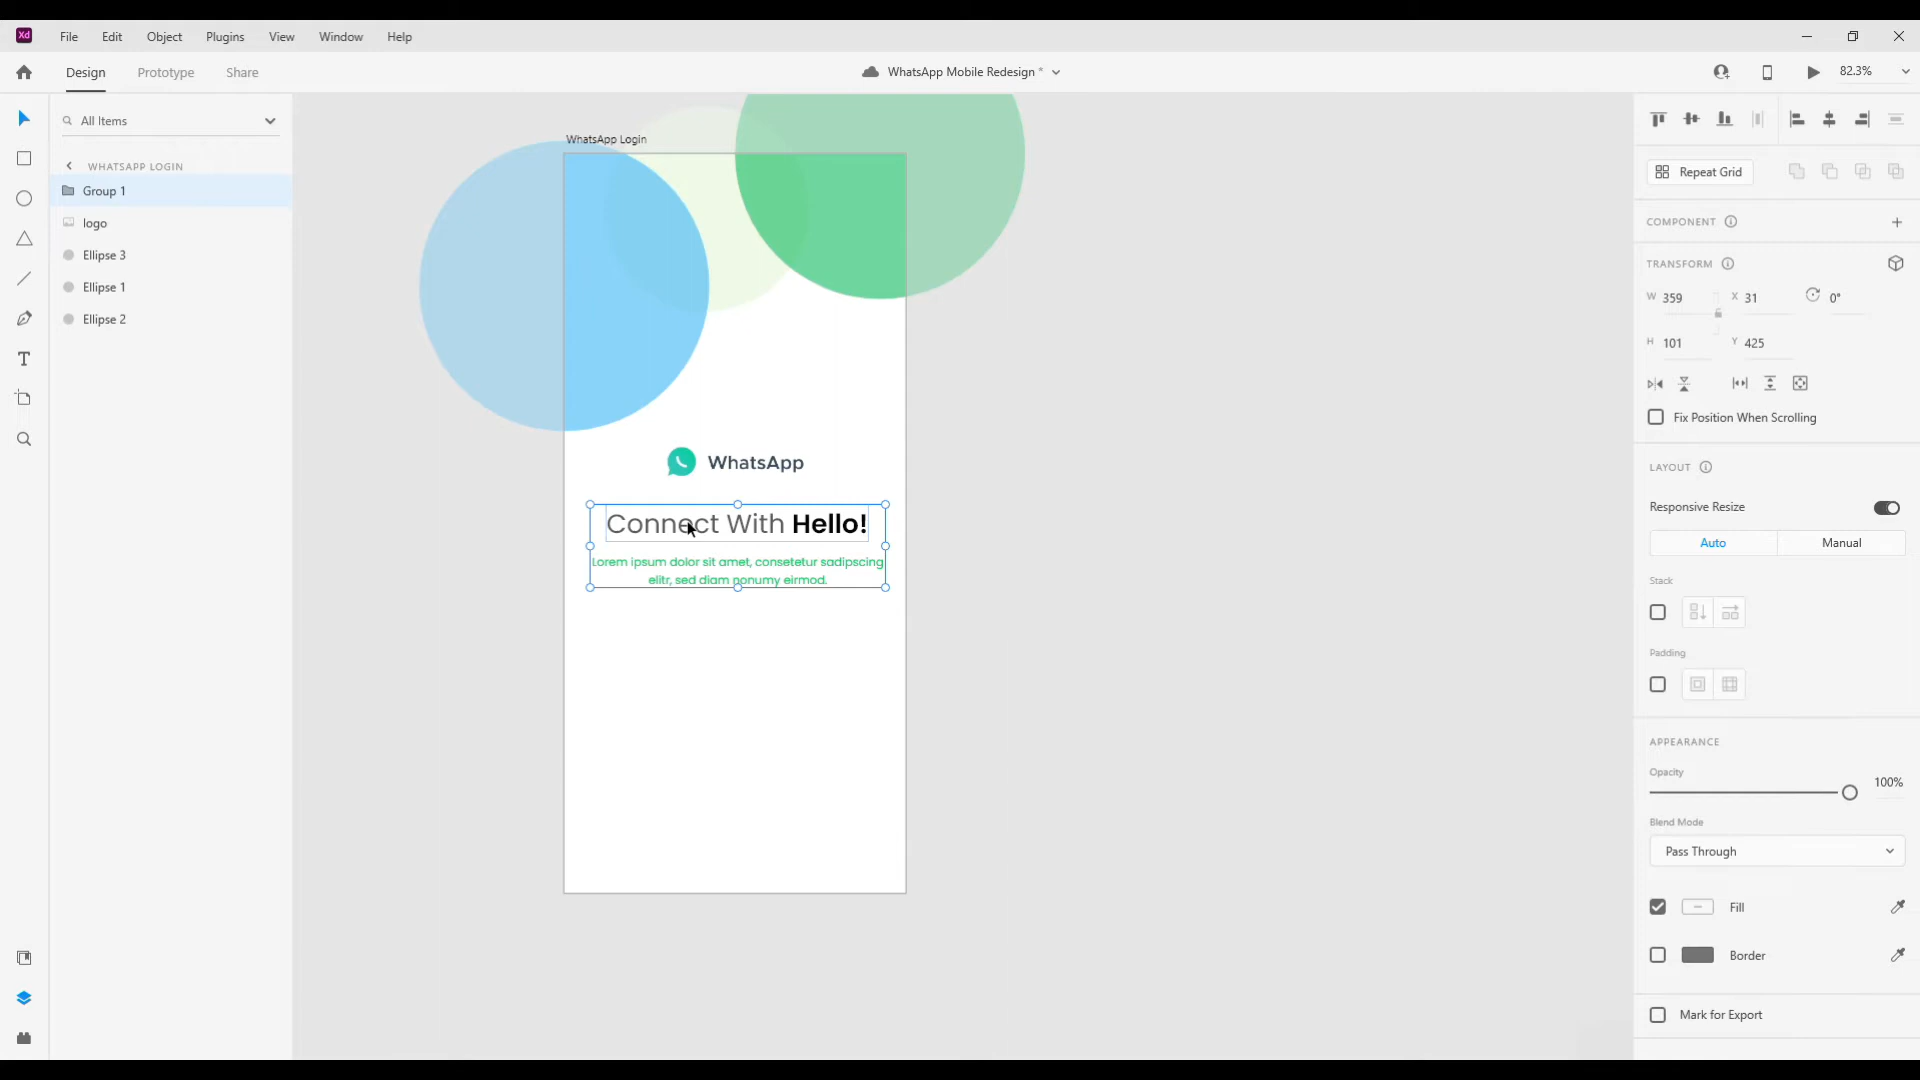 Xd File Edit Object Plugins View Window Help
Design Prototype Share
WhatsApp Mobile Redesign *
82.3%
All Items
WHATSAPP LOGIN
Group 1
logo
Ellipse 3
Ellipse 1
Ellipse 2
WhatsApp Login
WhatsApp
Connect With Hello!
Lorem ipsum dolor sit amet, consetetur sadipscing
elitr, sed diam nonumy eirmod.
Repeat Grid
COMPONENT
TRANSFORM
W 359 X 31 0°
H 101 Y 425
Fix Position When Scrolling
LAYOUT
Responsive Resize
Auto Manual
Stack
Padding
APPEARANCE
Opacity
100%
Blend Mode
Pass Through
Fill
Border
Mark for Export